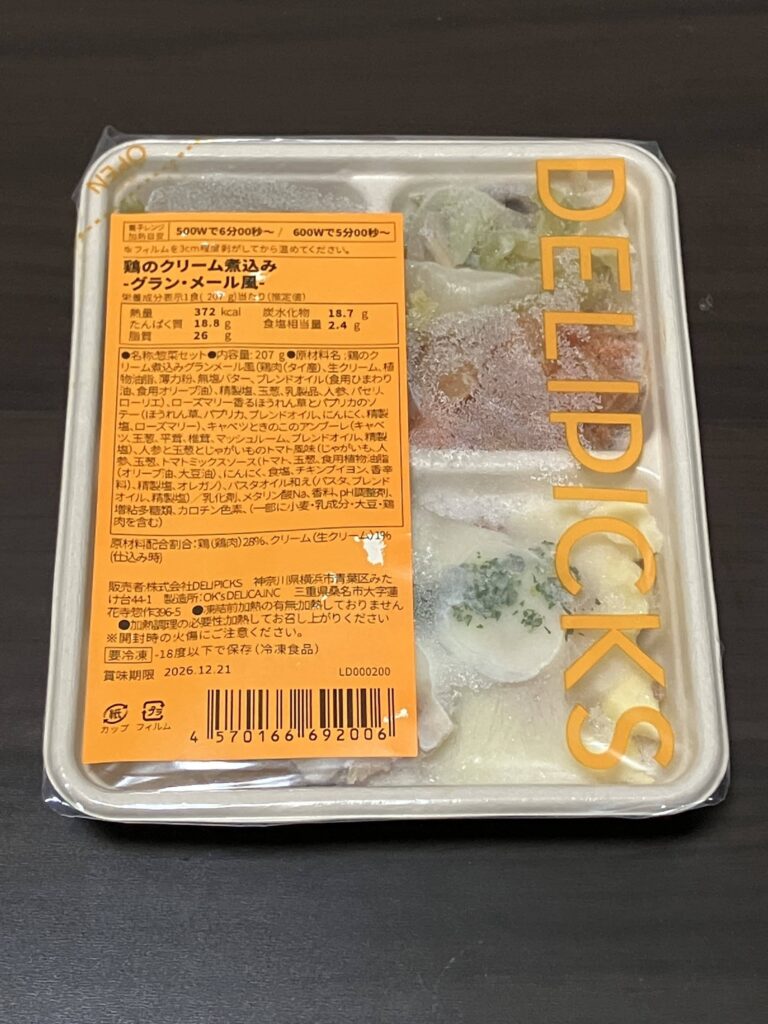 OPEN
DELIPICKS
電子レンジ
加熱目安
500Wで6分00秒〜 / 600Wで5分00秒〜
※フィルムを3cm程度剥がしてから温めてください。
鶏のクリーム煮込み
-グラン・メール風-
栄養成分表示1食( 207 g)当たり(推定値)
熱量 372 kcal 炭水化物 18.7 g
たんぱく質 18.8 g 食塩相当量 2.4 g
脂質 26 g
●名称:惣菜セット●内容量:207 g●原材料名:鶏のク
リーム煮込みグランメール風(鶏肉(タイ産)、生クリーム、植
物油脂、薄力粉、無塩バター、ブレンドオイル(食用ひまわり
油、食用オリーブ油)、精製塩、玉葱、乳製品、人参、パセリ、
ローリエ)、ローズマリー香るほうれん草とパプリカのソ
テー(ほうれん草、パプリカ、ブレンドオイル、にんにく、精製
塩、ローズマリー)、キャベツときのこのアンブーレ(キャベ
ツ、玉葱、平茸、椎茸、マッシュルーム、ブレンドオイル、精製
塩)、人参と玉葱とじゃがいものトマト風味(じゃがいも、人
参、玉葱、トマトミックスソース(トマト、玉葱、食用植物油脂
(オリーブ油、大豆油)、にんにく、食塩、チキンブイヨン、香辛
料)、精製塩、オレガノ)、パスタオイル和え(パスタ、ブレンド
オイル、精製塩)／乳化剤、メタリン酸Na、香料、pH調整剤、
増粘多糖類、カロチン色素、(一部に小麦・乳成分・大豆・鶏
肉を含む)
原材料配合割合:鶏(鶏肉)28%、クリーム(生クリーム)1%
(仕込み時)
販売者:株式会社DELIPICKS 神奈川県横浜市青葉区みた
け台44-1 製造所:OK's DELICA.INC 三重県桑名市大字蓮
花寺惣作396-5 ●凍結前加熱の有無:加熱しておりません
●加熱調理の必要性:加熱してお召し上がりください
※開封時の火傷にご注意ください。
要冷凍 -18度以下で保存(冷凍食品)
賞味期限 2026.12.21 LD000200
紙 プラ
カップ フィルム
4 570166 692006